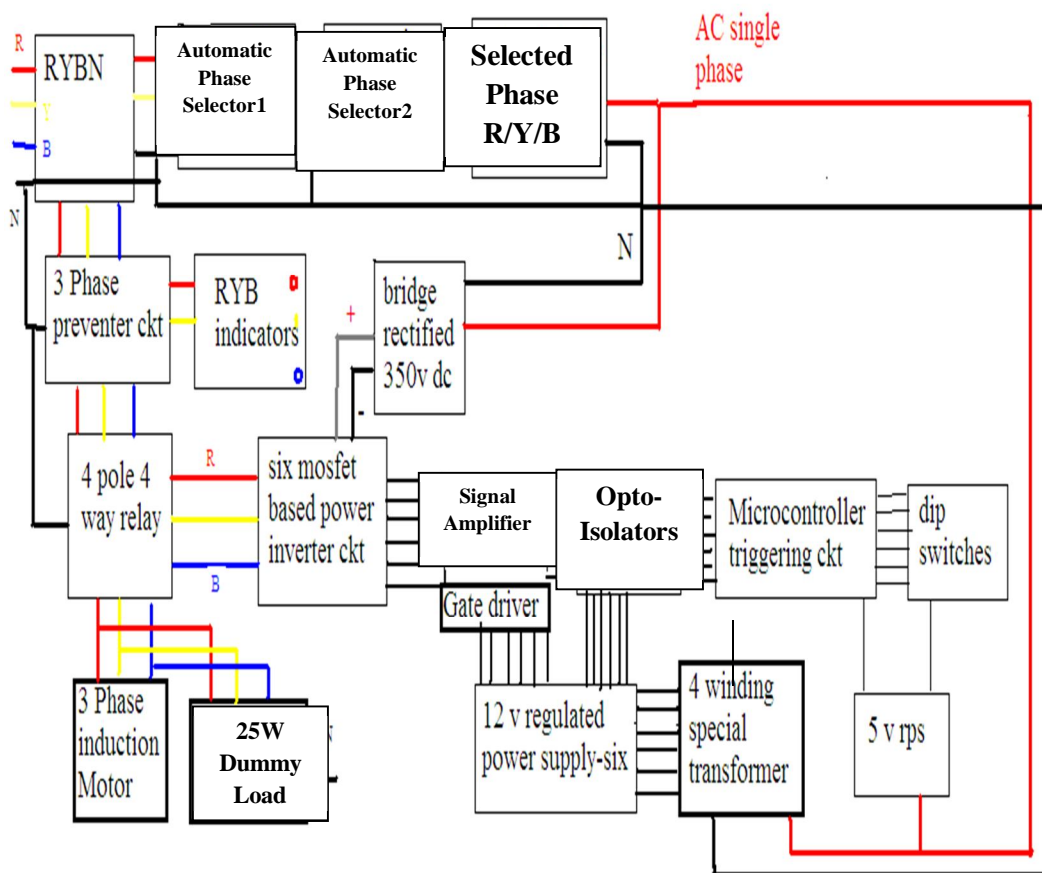 AC single
phase
R
Y
B
N
RYBN
Automatic
Phase
Selector1
Automatic
Phase
Selector2
Selected
Phase
R/Y/B
N
3 Phase
preventer ckt
RYB
indicators
bridge
rectified
350v dc
+
-
4 pole 4
way relay
R
B
six mosfet
based power
inverter ckt
Signal
Amplifier
Opto-
Isolators
Microcontroller
triggering ckt
dip
switches
Gate driver
3 Phase
induction
Motor
25W
Dummy
Load
N
12 v regulated
power supply-six
4 winding
special
transformer
5 v rps